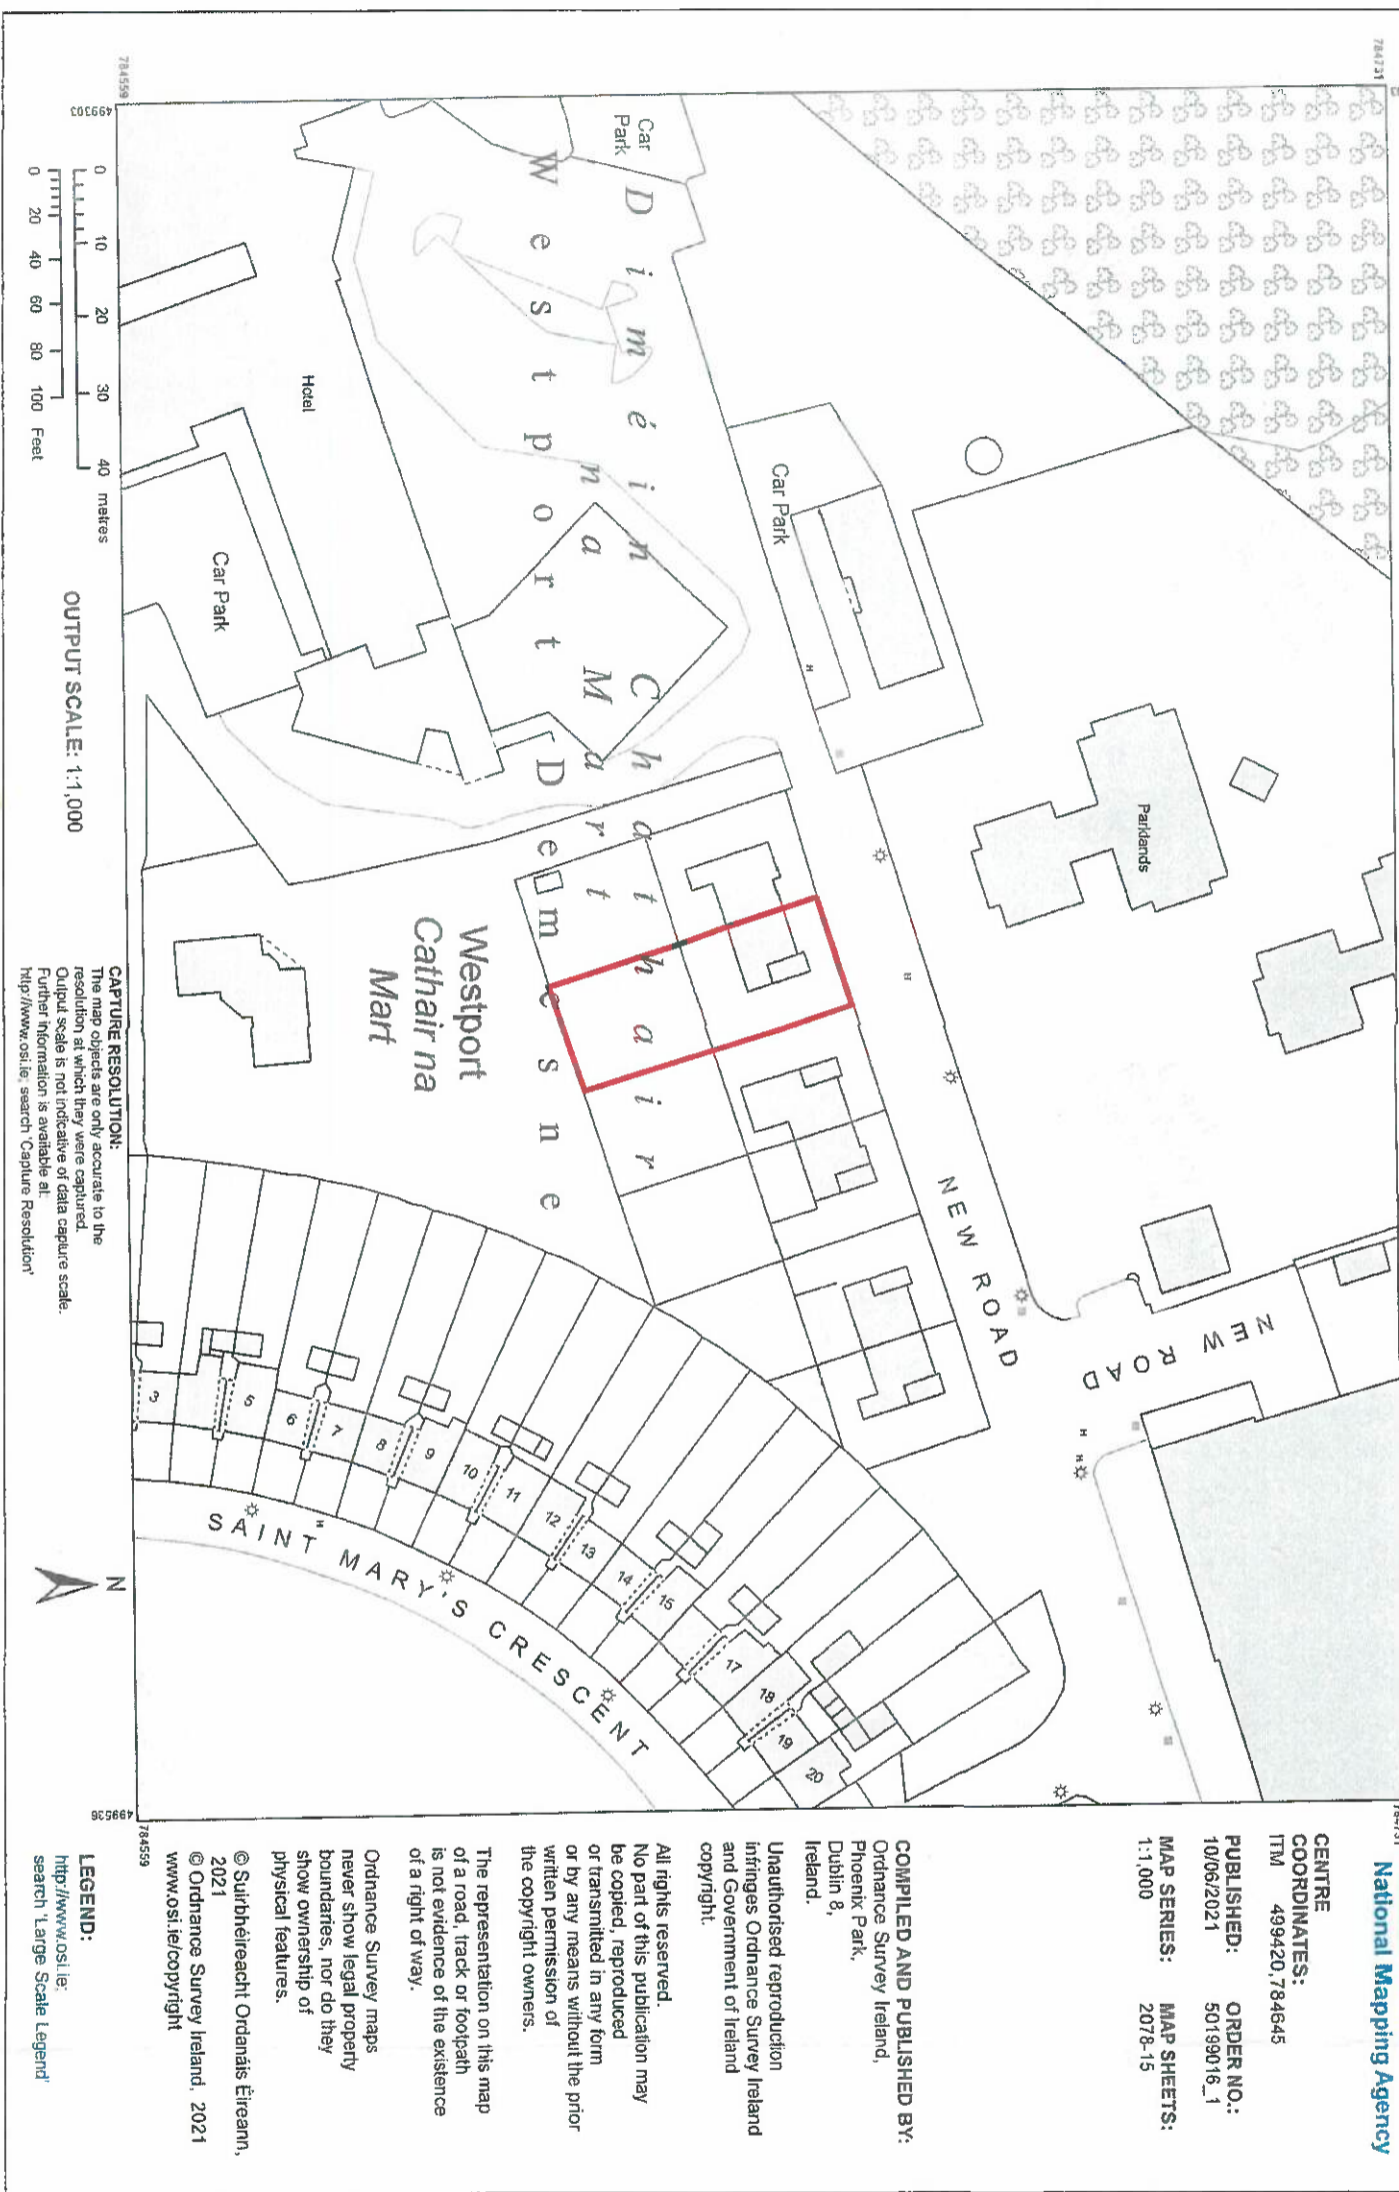 National Mapping Agency
CENTRE
COORDINATES:
ITM 499420,784645
PUBLISHED: ORDER NO.:
10/06/2021 50199016_1
MAP SERIES: MAP SHEETS:
1:1,000 2078-15
COMPILED AND PUBLISHED BY:
Ordnance Survey Ireland,
Phoenix Park,
Dublin 8,
Ireland.
Unauthorised reproduction
infringes Ordnance Survey Ireland
and Government of Ireland
copyright.
All rights reserved.
No part of this publication may
be copied, reproduced
or transmitted in any form
or by any means without the prior
written permission of
the copyright owners.
The representation on this map
of a road, track or footpath
is not evidence of the existence
of a right of way.
Ordnance Survey maps
never show legal property
boundaries, nor do they
show ownership of
physical features.
© Suirbhéireacht Ordanáis Éireann,
2021
© Ordnance Survey Ireland, 2021
www.osi.ie/copyright
LEGEND:
http://www.osi.ie;
search 'Large Scale Legend'
784731
784559
499303
499536
784559
Parklands
NEW ROAD
NEW ROAD
Car Park
Car
Park
H
H
H
H
H
Diméin Chathair
na Mart
Westport Demesne
Westport
Cathair na
Mart
Hotel
Car Park
3
5
6
7
8
9
10
11
12
13
14
15
17
18
19
20
SAINT MARY'S CRESCENT
0 10 20 30 40 metres
0 20 40 60 80 100 Feet
OUTPUT SCALE: 1:1,000
CAPTURE RESOLUTION:
The map objects are only accurate to the
resolution at which they were captured.
Output scale is not indicative of data capture scale.
Further information is available at:
http://www.osi.ie; search 'Capture Resolution'
N